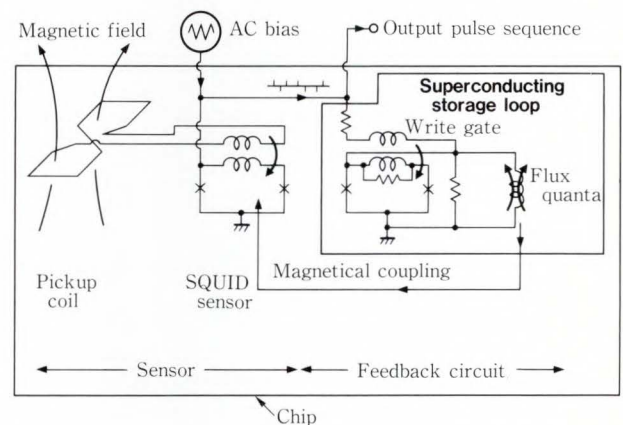 Magnetic field
AC bias
Output pulse sequence
Superconducting
storage loop
Write gate
Flux
quanta
Magnetical coupling
Pickup
coil
SQUID
sensor
Sensor
Feedback circuit
Chip